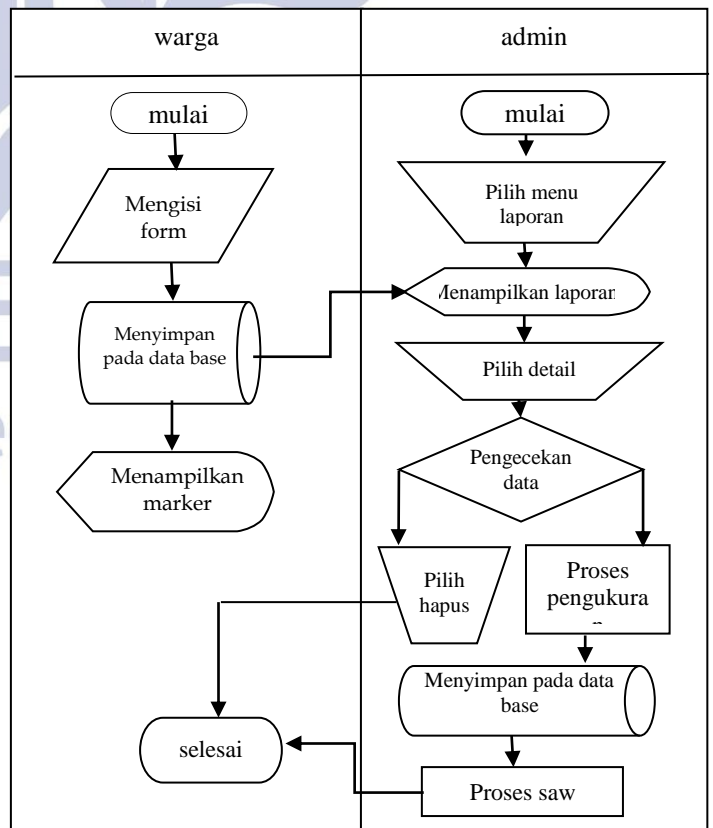 warga
admin
mulai
Mengisi
form
Menyimpan
pada data base
Menampilkan
marker
selesai
mulai
Pilih menu
laporan
Menampilkan laporan
Pilih detail
Pengecekan
data
Pilih
hapus
Proses
pengukura
Menyimpan pada data
base
Proses saw